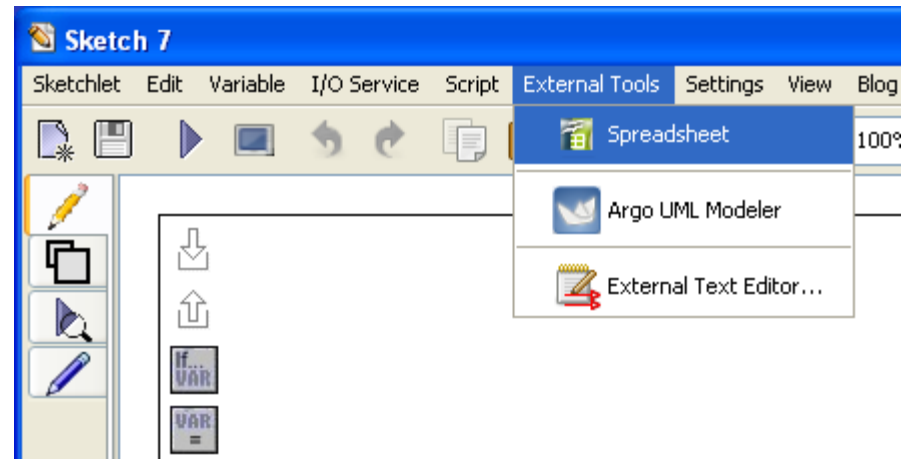 Sketch 7
Sketchlet Edit Variable I/O Service Script External Tools Settings View Blog
Spreadsheet
100%
Argo UML Modeler
External Text Editor...
If...
VAR
VAR
=